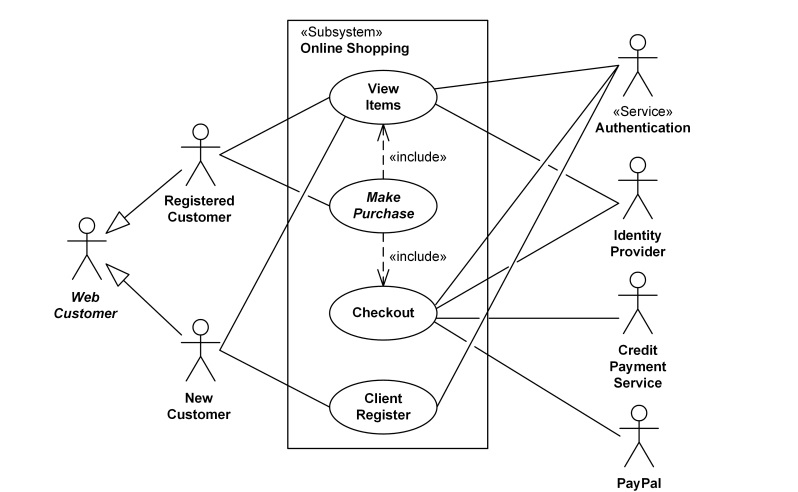 «Subsystem»
Online Shopping
View
Items
«include»
Make
Purchase
«include»
Checkout
Client
Register
Registered
Customer
Web
Customer
New
Customer
«Service»
Authentication
Identity
Provider
Credit
Payment
Service
PayPal